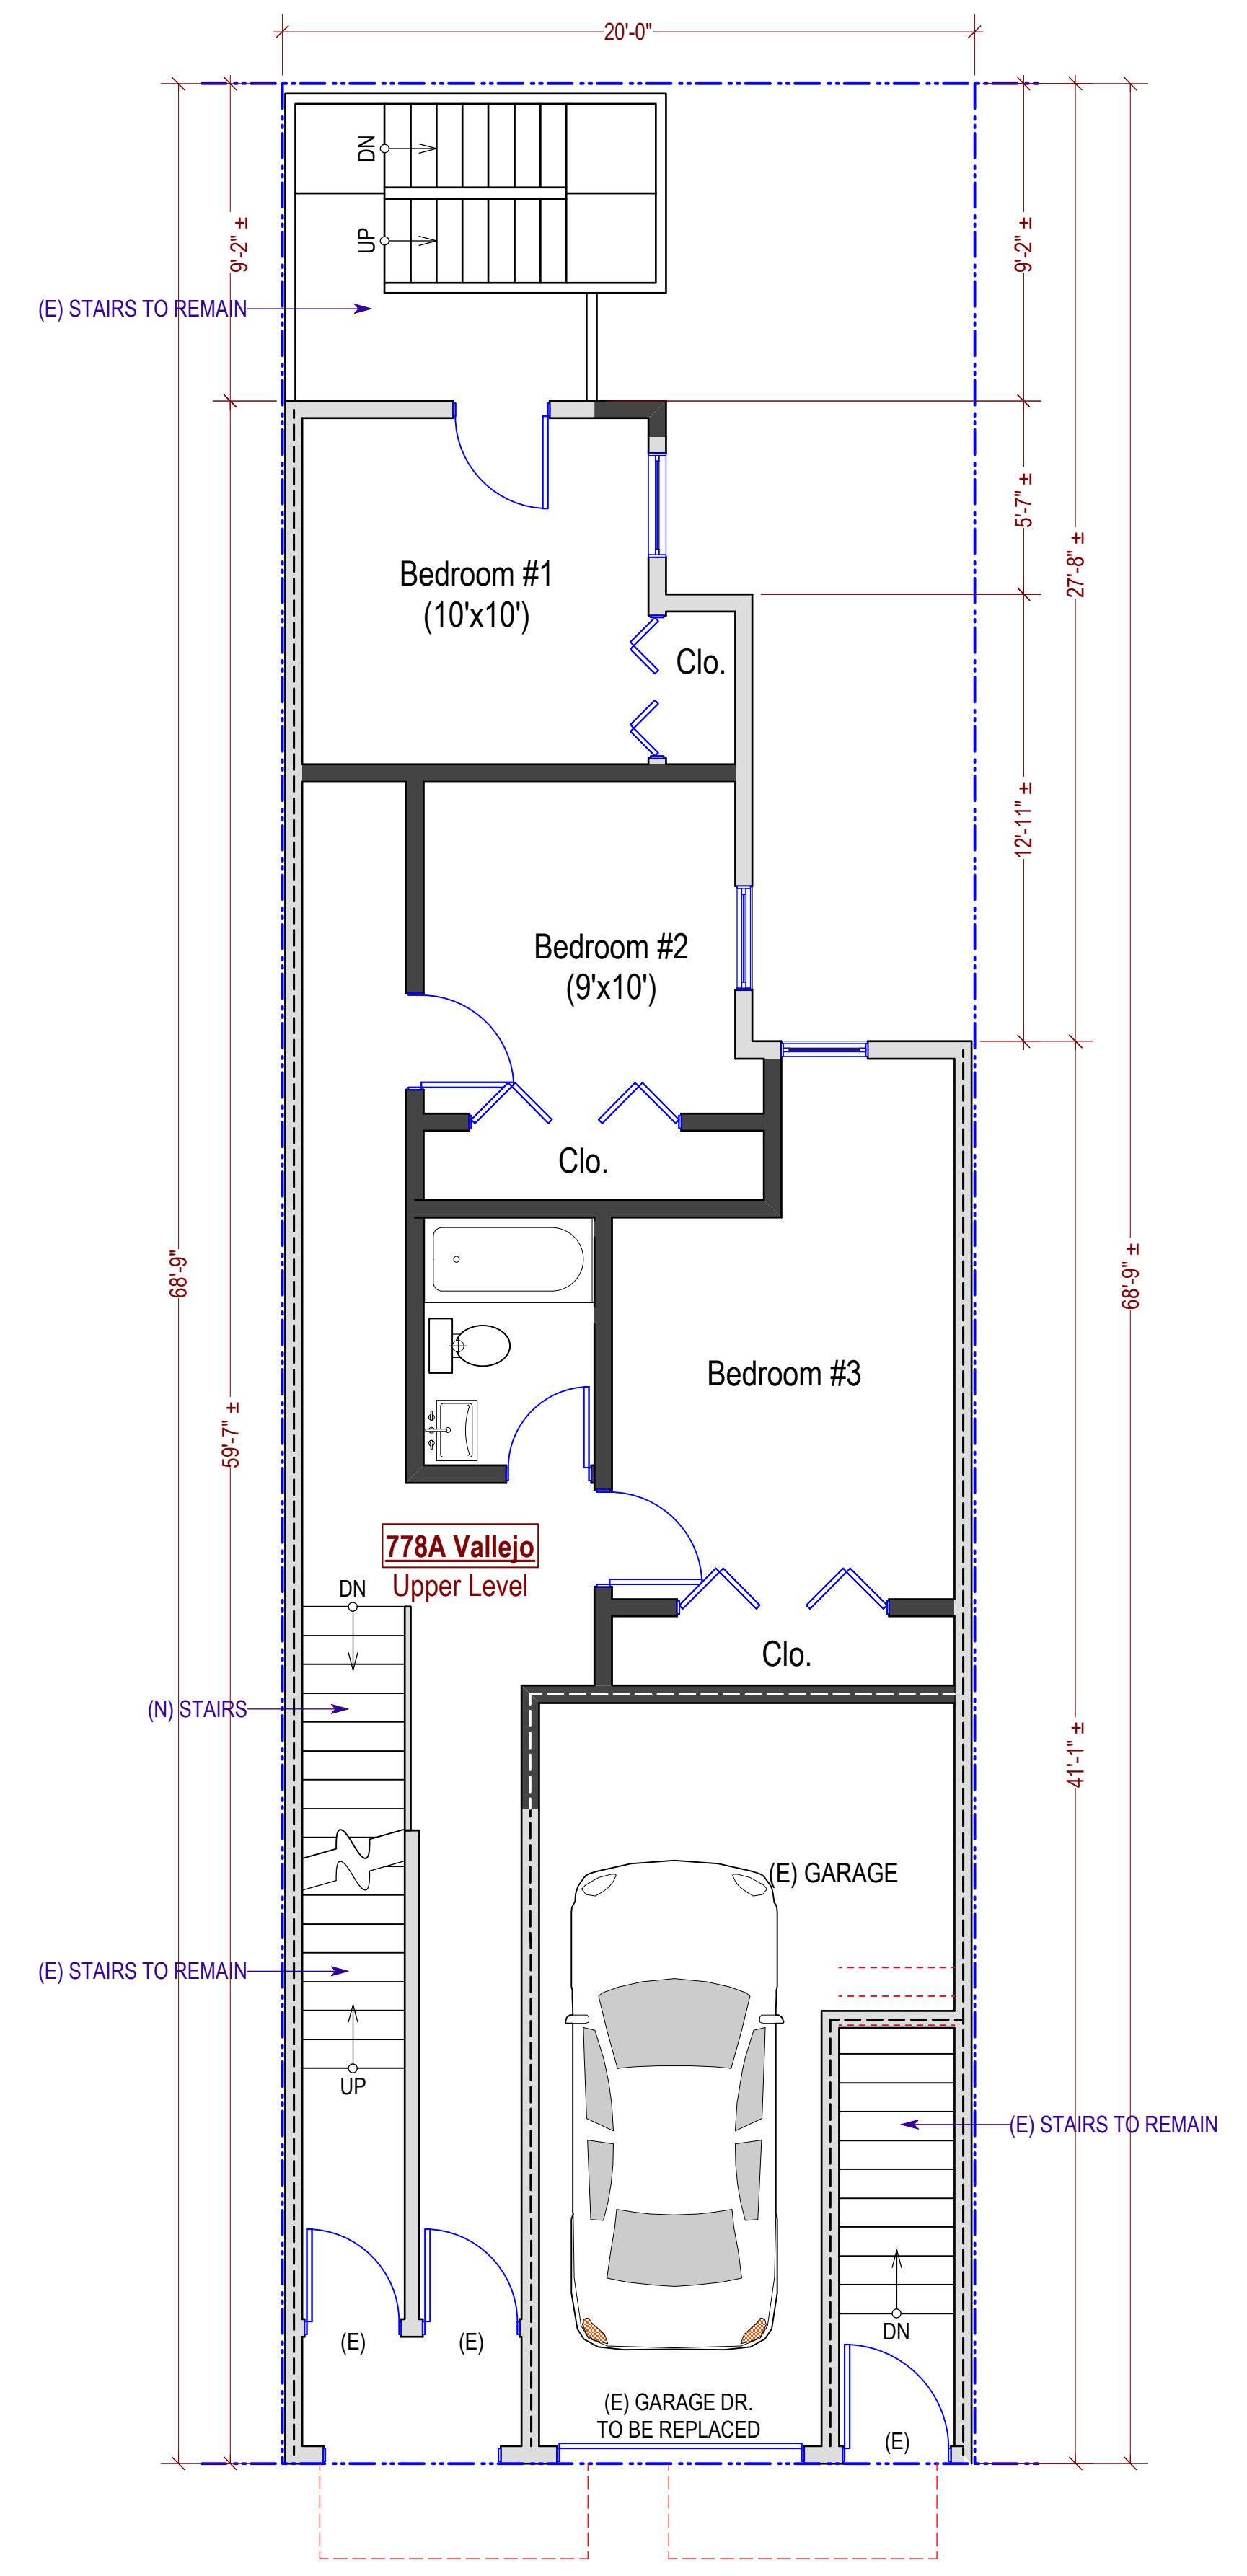 20'-0"
DN
UP
9'-2" ±
9'-2" ±
(E) STAIRS TO REMAIN
5'-7" ±
27'-8" ±
Bedroom #1
(10'x10')
Clo.
12'-11" ±
Bedroom #2
(9'x10')
Clo.
68'-9"
68'-9" ±
Bedroom #3
59'-7" ±
778A Vallejo
Upper Level
DN
Clo.
(N) STAIRS
41'-1" ±
(E) GARAGE
(E) STAIRS TO REMAIN
UP
(E) STAIRS TO REMAIN
DN
(E)
(E)
(E) GARAGE DR.
TO BE REPLACED
(E)